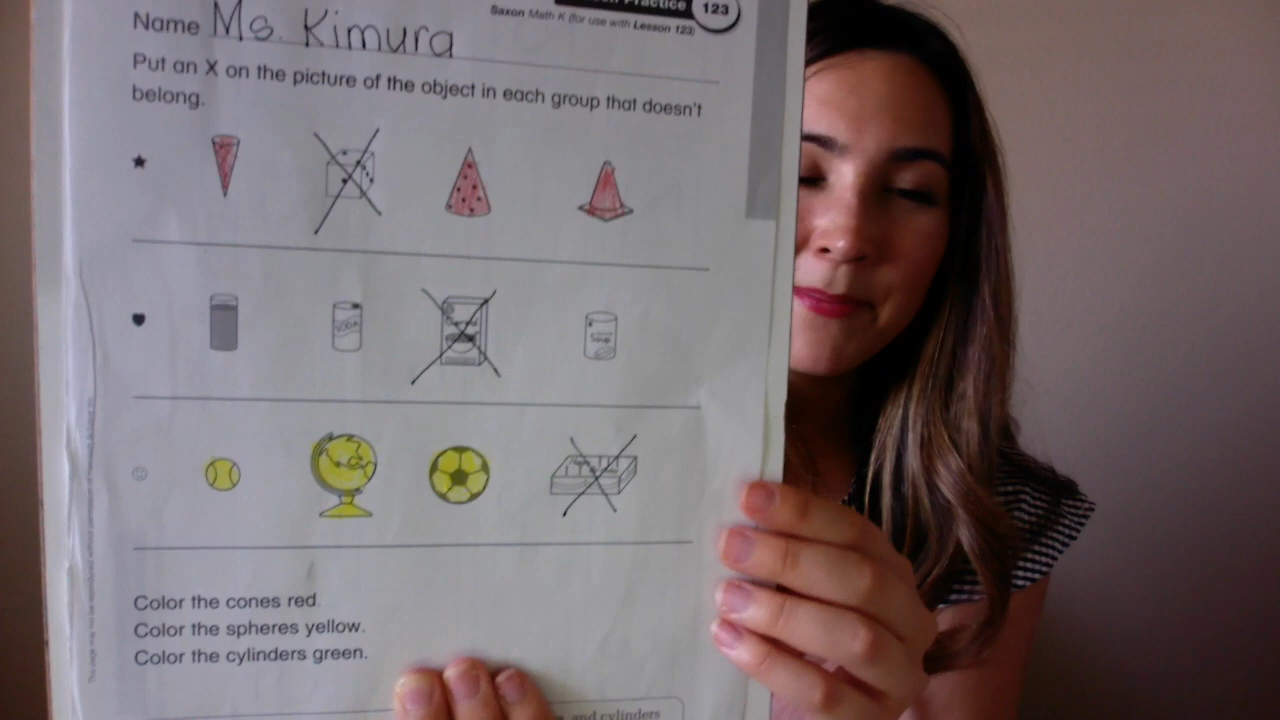 Practice
123
Saxon Math K (for use with Lesson 123)
Name Ms. Kimura
Put an X on the picture of the object in each group that doesn't
belong.
SODA
Soup
Color the cones red.
Color the spheres yellow.
Color the cylinders green.
and cylinders